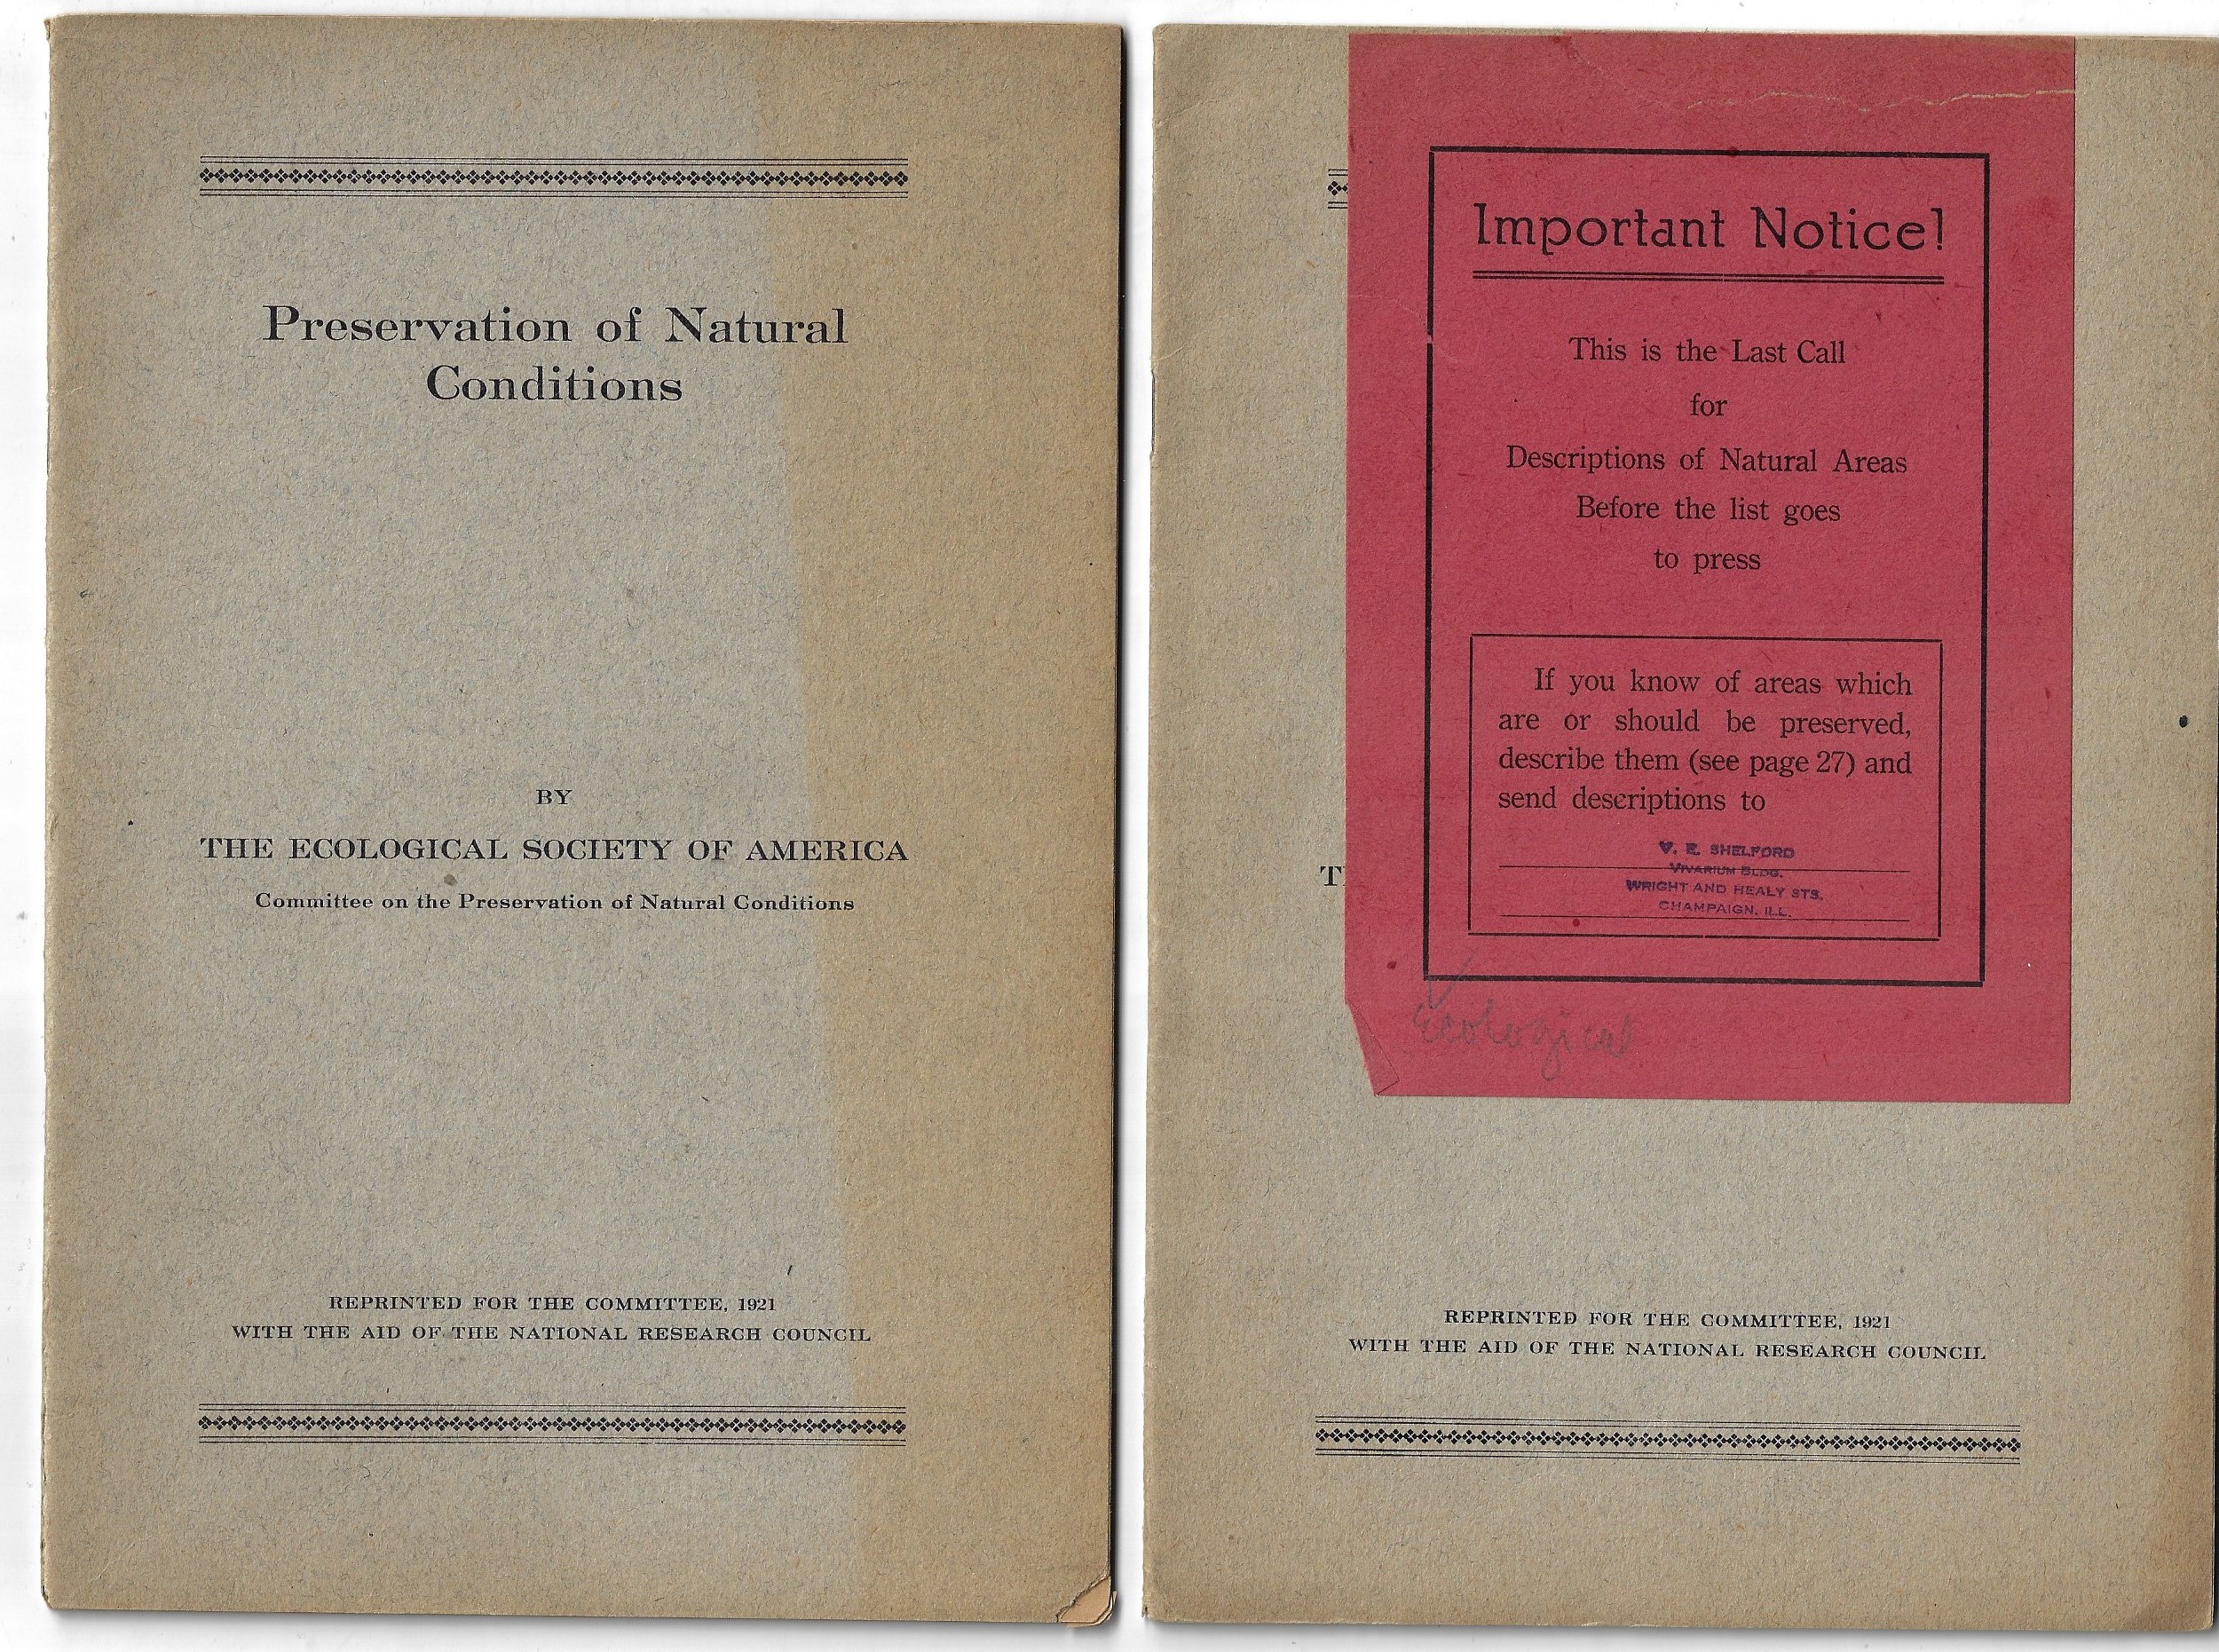 Preservation of Natural
Conditions
BY
THE ECOLOGICAL SOCIETY OF AMERICA
Committee on the Preservation of Natural Conditions
REPRINTED FOR THE COMMITTEE, 1921
WITH THE AID OF THE NATIONAL RESEARCH COUNCIL
Important Notice!
This is the Last Call
for
Descriptions of Natural Areas
Before the list goes
to press
If you know of areas which
are or should be preserved,
describe them (see page 27) and
send descriptions to
V. E. SHELFORD
VIVARIUM BLDG.
WRIGHT AND HEALY STS.
CHAMPAIGN, ILL.
Ecological
T
REPRINTED FOR THE COMMITTEE, 1921
WITH THE AID OF THE NATIONAL RESEARCH COUNCIL